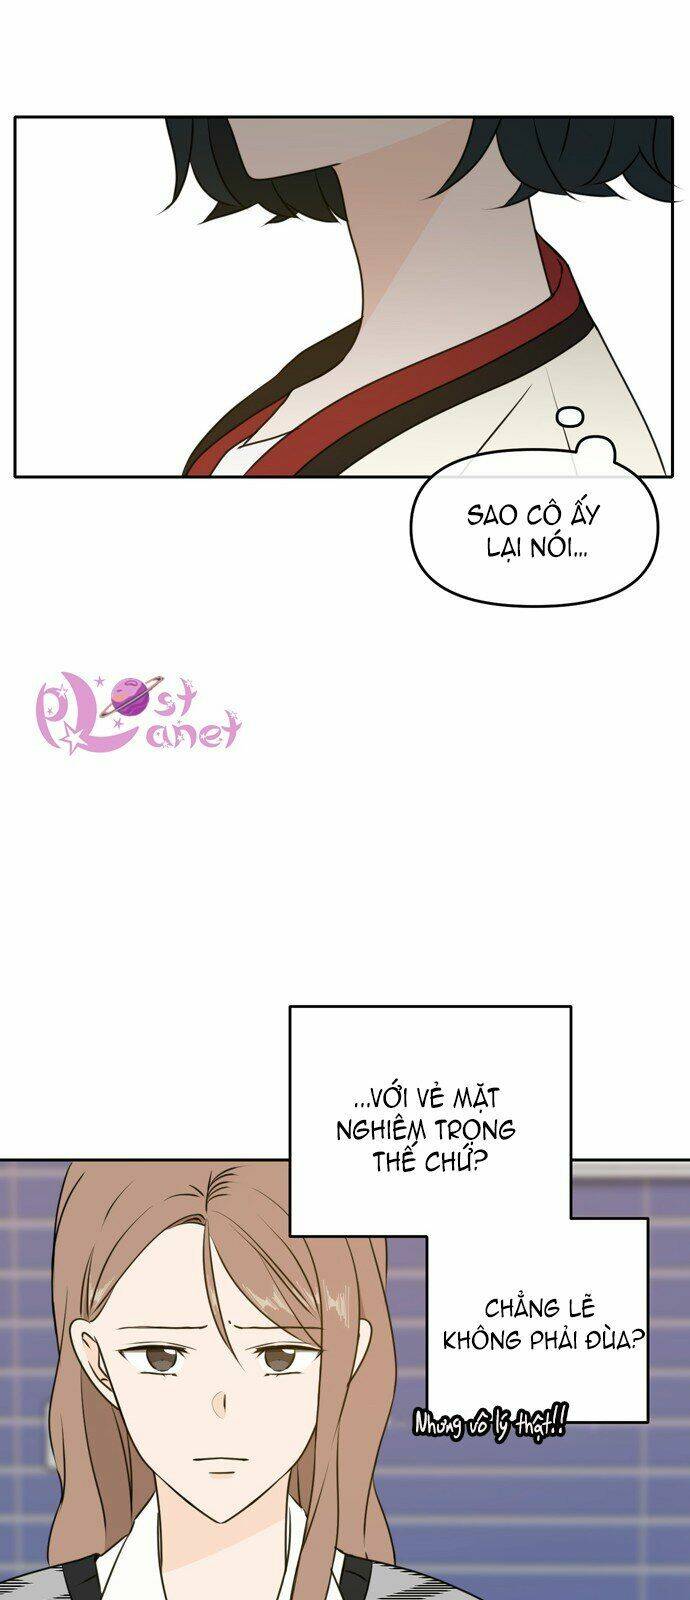 SAO CÔ ẤY
LẠI NÓI...
Lost
Planet
...VỚI VẺ MẶT
NGHIÊM TRỌNG
THẾ CHỨ?
CHẲNG LẼ
KHÔNG PHẢI ĐÙA?
Nhưng vô lý thật!!